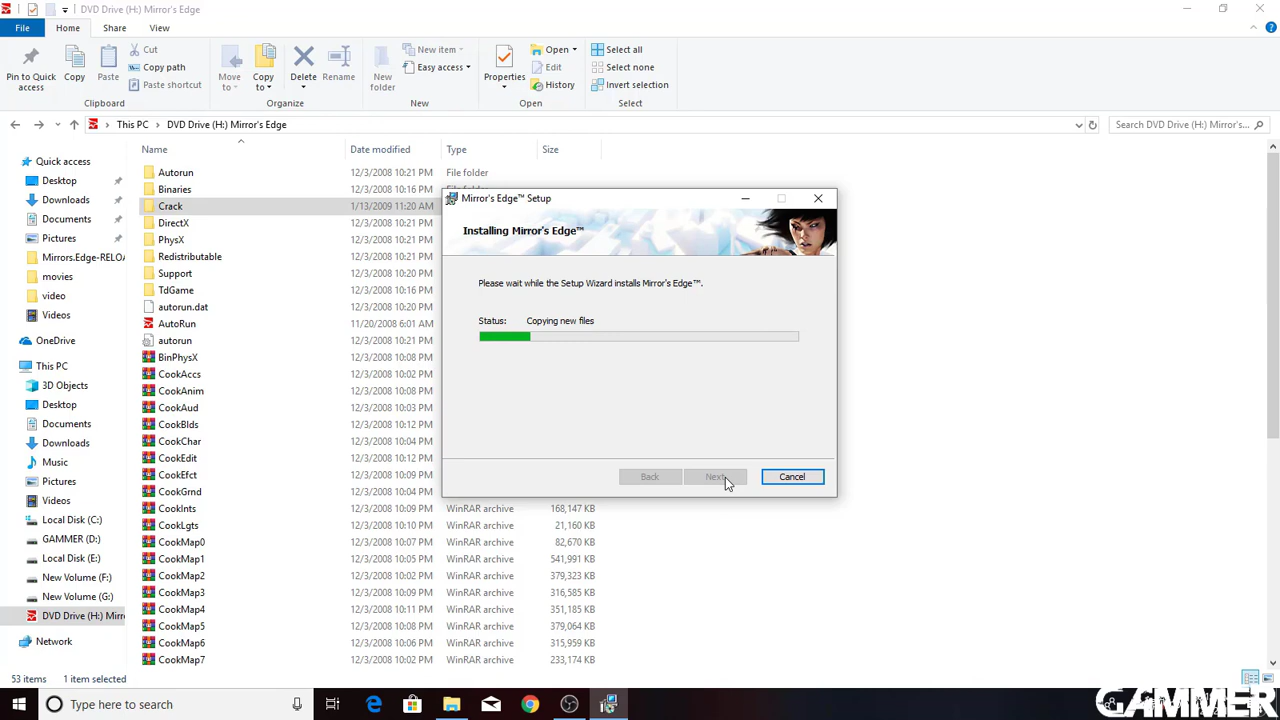 DVD Drive (H:) Mirror's Edge
File Home Share View
Pin to Quick access
Copy
Paste
Cut
Copy path
Paste shortcut
Clipboard
Move to
Copy to
Delete
Rename
Organize
New folder
New item
Easy access
New
Properties
Open
Edit
History
Open
Select all
Select none
Invert selection
Select
This PC > DVD Drive (H:) Mirror's Edge
Search DVD Drive (H:) Mirror's...
Name Date modified Type Size
Quick access
Desktop
Downloads
Documents
Pictures
Mirrors.Edge-RELOA
movies
video
Videos
OneDrive
This PC
3D Objects
Desktop
Documents
Downloads
Music
Pictures
Videos
Local Disk (C:)
GAMMER (D:)
Local Disk (E:)
New Volume (F:)
New Volume (G:)
DVD Drive (H:) Mirr
Network
Autorun 12/3/2008 10:21 PM File folder
Binaries 12/3/2008 10:16 PM File folder
Crack 1/13/2009 11:20 AM
DirectX 12/3/2008 10:21 PM
PhysX 12/3/2008 10:21 PM
Redistributable 12/3/2008 10:21 PM
Support 12/3/2008 10:20 PM
TdGame 12/3/2008 10:16 PM
autorun.dat 12/3/2008 10:20 PM
AutoRun 11/20/2008 6:01 AM
autorun 12/3/2008 10:21 PM
BinPhysX 12/3/2008 10:16 PM
CookAccs 12/3/2008 10:02 PM
CookAnim 12/3/2008 10:08 PM
CookAud 12/3/2008 10:03 PM
CookBlds 12/3/2008 10:12 PM
CookChar 12/3/2008 10:04 PM
CookEdit 12/3/2008 10:09 PM
CookEfct 12/3/2008 10:09 PM
CookGrnd 12/3/2008 10:04 PM
CookInts 12/3/2008 10:09 PM WinRAR archive 168,147 KB
CookLgts 12/3/2008 10:09 PM WinRAR archive 21,160 KB
CookMap0 12/3/2008 10:07 PM WinRAR archive 82,670 KB
CookMap1 12/3/2008 10:02 PM WinRAR archive 541,991 KB
CookMap2 12/3/2008 10:02 PM WinRAR archive 379,323 KB
CookMap3 12/3/2008 10:09 PM WinRAR archive 316,585 KB
CookMap4 12/3/2008 10:11 PM WinRAR archive 351,185 KB
CookMap5 12/3/2008 10:08 PM WinRAR archive 379,064 KB
CookMap6 12/3/2008 10:06 PM WinRAR archive 315,959 KB
CookMap7 12/3/2008 10:02 PM WinRAR archive 233,174 KB
Mirror's Edge™ Setup
Installing Mirror's Edge™
Please wait while the Setup Wizard installs Mirror's Edge™.
Status: Copying new files
Back Next Cancel
53 items 1 item selected
Type here to search
GAMMER